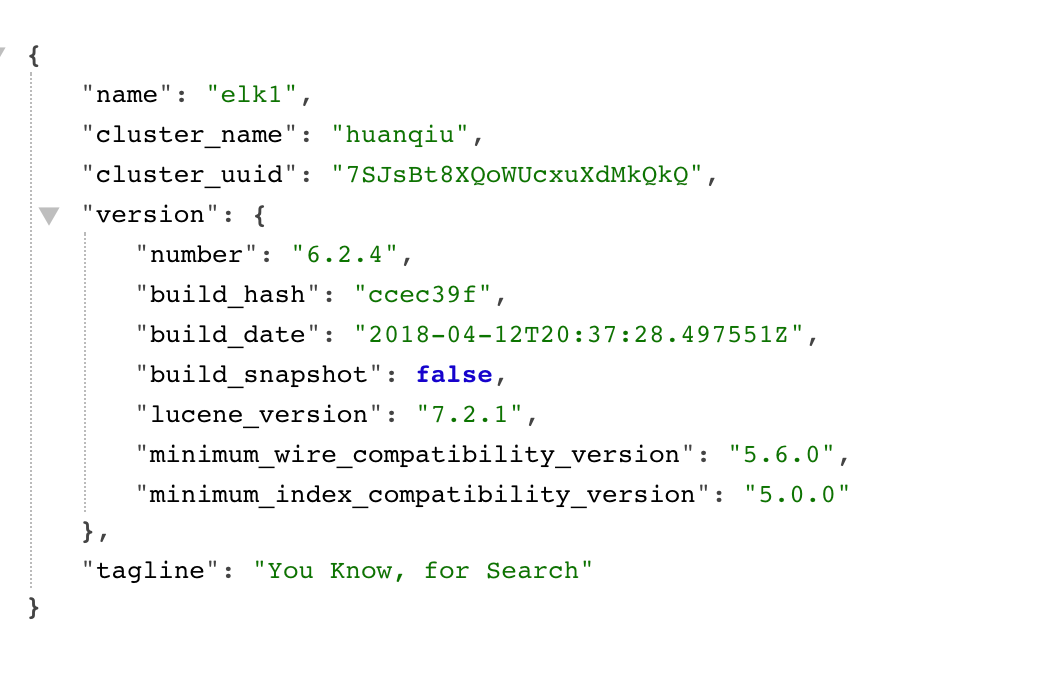 {
"name": "elk1",
"cluster_name": "huanqiu",
"cluster_uuid": "7SJsBt8XQoWUcxuXdMkQkQ",
"version": {
"number": "6.2.4",
"build_hash": "ccec39f",
"build_date": "2018-04-12T20:37:28.497551Z",
"build_snapshot": false,
"lucene_version": "7.2.1",
"minimum_wire_compatibility_version": "5.6.0",
"minimum_index_compatibility_version": "5.0.0"
},
"tagline": "You Know, for Search"
}